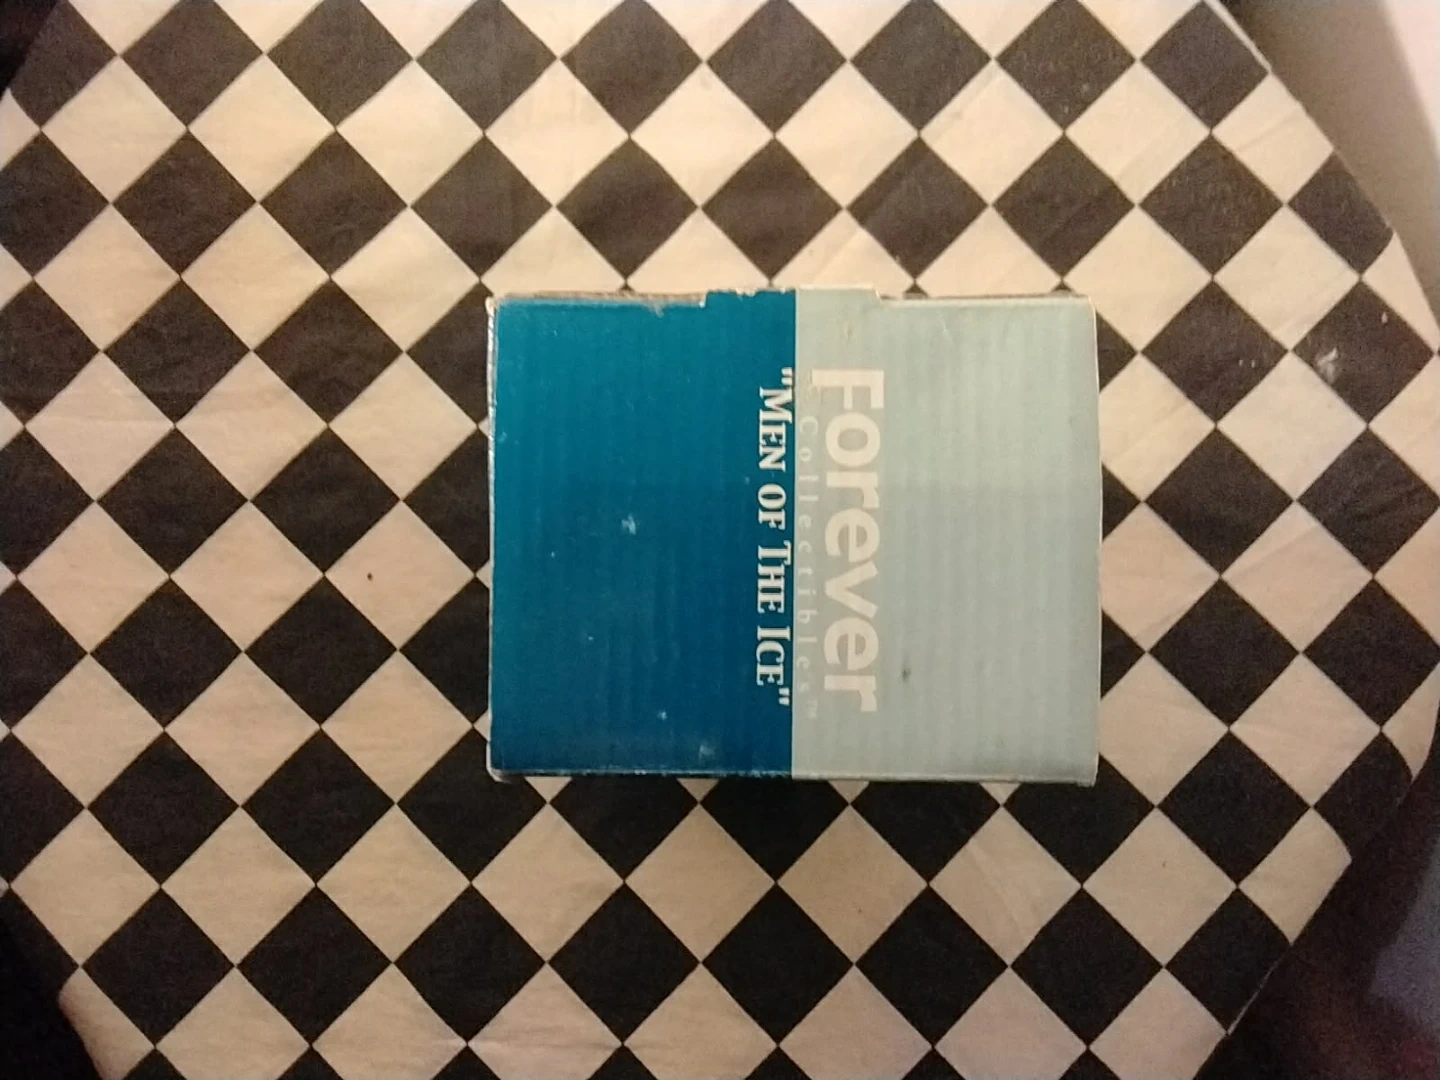 Forever
Collectibles™
"MEN OF THE ICE"